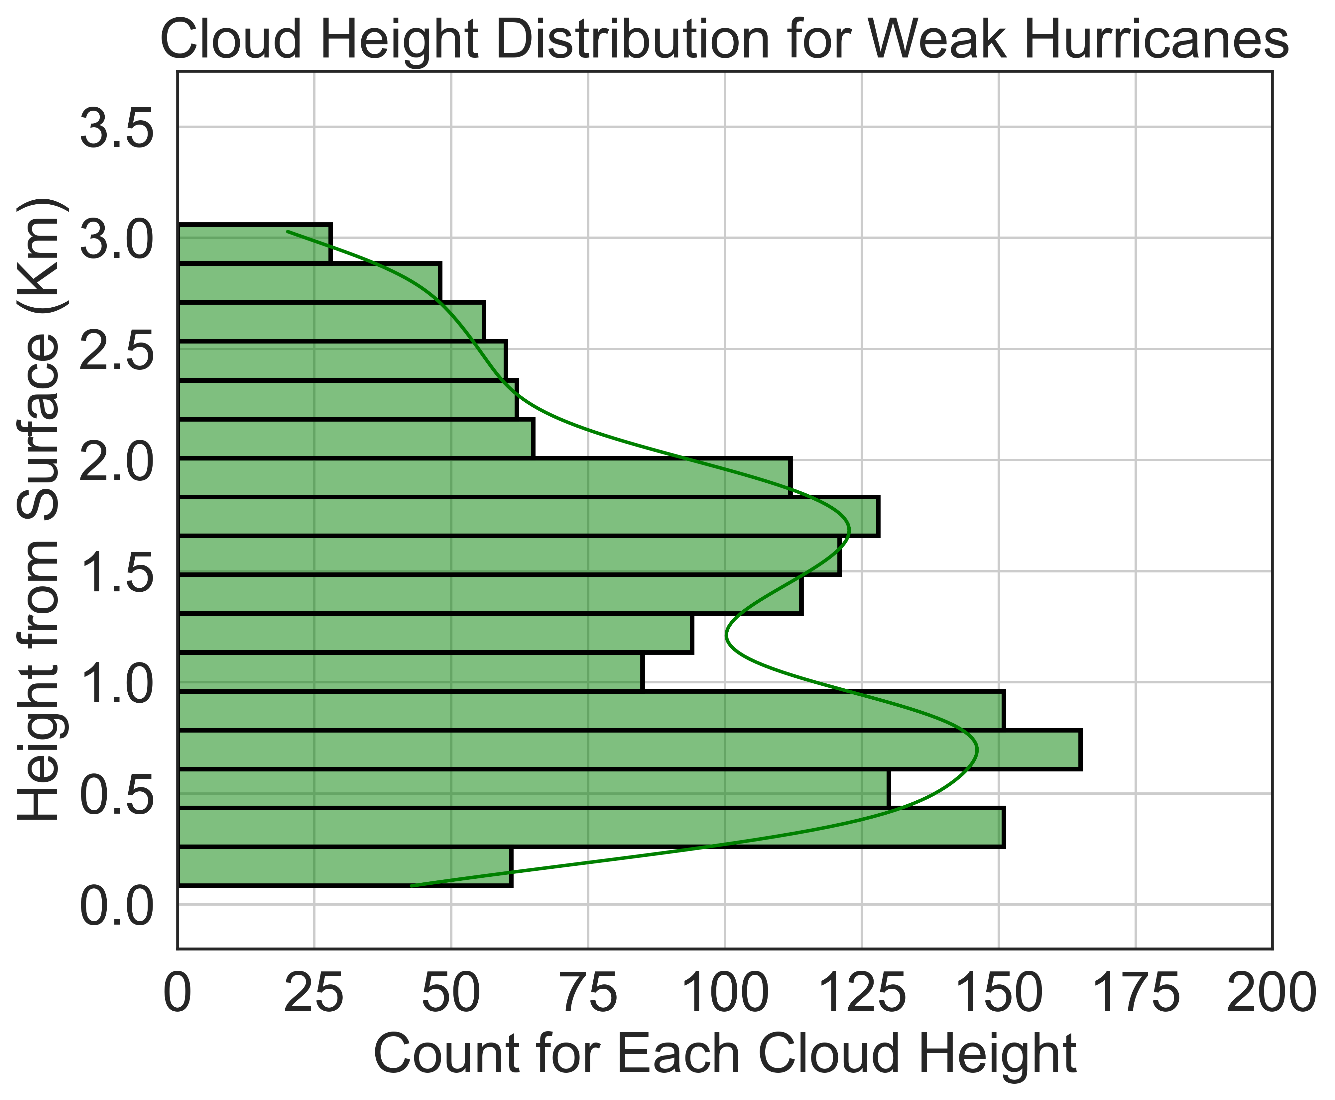 Cloud Height Distribution for Weak Hurricanes
Height from Surface (Km)
3.5
3.0
2.5
2.0
1.5
1.0
0.5
0.0
0 25 50 75 100 125 150 175 200
Count for Each Cloud Height